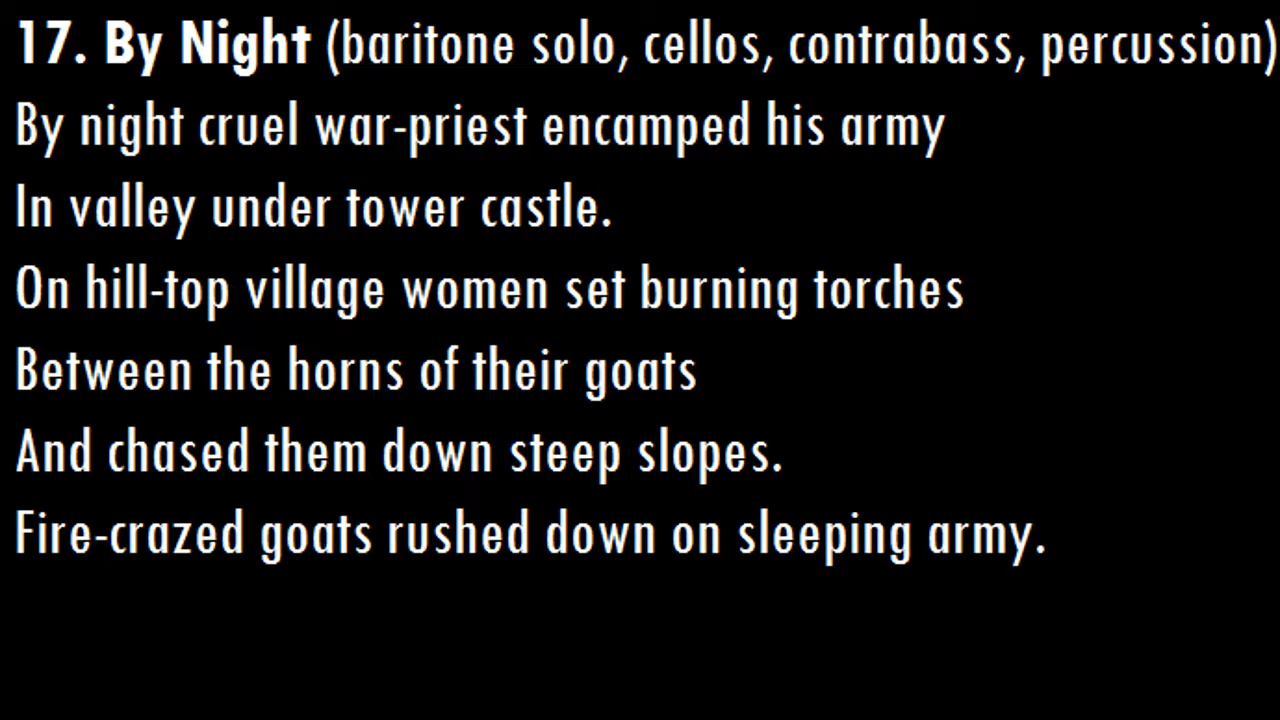 17. By Night (baritone solo, cellos, contrabass, percussion)
By night cruel war-priest encamped his army
In valley under tower castle.
On hill-top village women set burning torches
Between the horns of their goats
And chased them down steep slopes.
Fire-crazed goats rushed down on sleeping army.